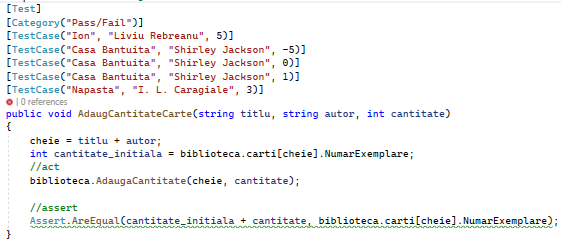 [Test]
[Category("Pass/Fail")]
[TestCase("Ion", "Liviu Rebreanu", 5)]
[TestCase("Casa Bantuita", "Shirley Jackson", -5)]
[TestCase("Casa Bantuita", "Shirley Jackson", 0)]
[TestCase("Casa Bantuita", "Shirley Jackson", 1)]
[TestCase("Napasta", "I. L. Caragiale", 3)]
| 0 references
public void AdaugCantitateCarte(string titlu, string autor, int cantitate)
{
cheie = titlu + autor;
int cantitate_initiala = biblioteca.carti[cheie].NumarExemplare;
//act
biblioteca.AdaugaCantitate(cheie, cantitate);
//assert
Assert.AreEqual(cantitate_initiala + cantitate, biblioteca.carti[cheie].NumarExemplare);
}